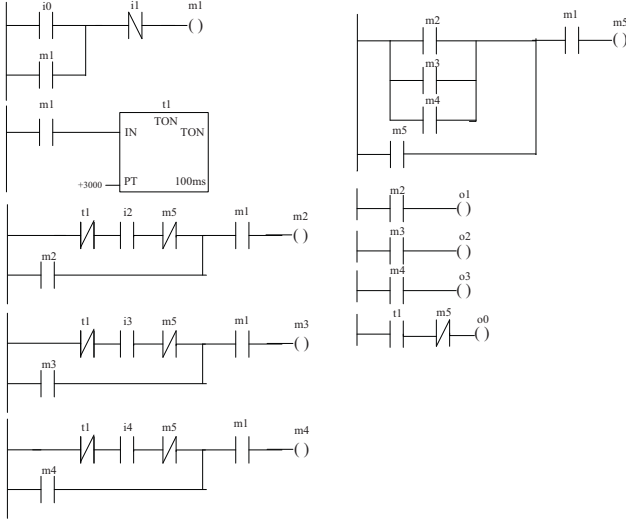 i0 i1 m1
( )
m1
m1 t1
TON
IN TON
+3000 PT 100ms
t1 i2 m5 m1 m2
( )
m2
t1 i3 m5 m1 m3
( )
m3
t1 i4 m5 m1 m4
( )
m4
m2 m1 m5
( )
m3
m4
m5
m2 o1
( )
m3 o2
( )
m4 o3
( )
t1 m5 o0
( )